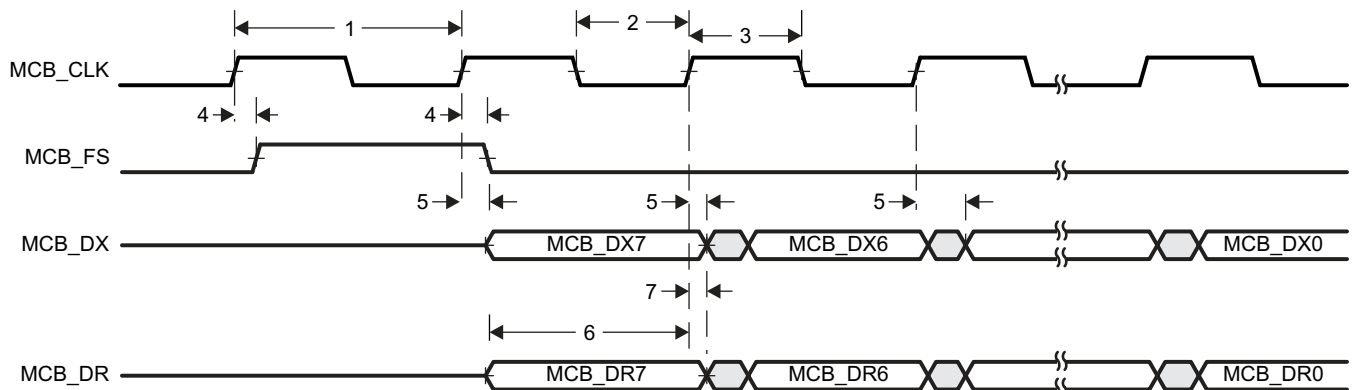 1
2
3
MCB_CLK
4
4
MCB_FS
5
5
5
MCB_DX
MCB_DX7
MCB_DX6
MCB_DX0
7
6
MCB_DR
MCB_DR7
MCB_DR6
MCB_DR0